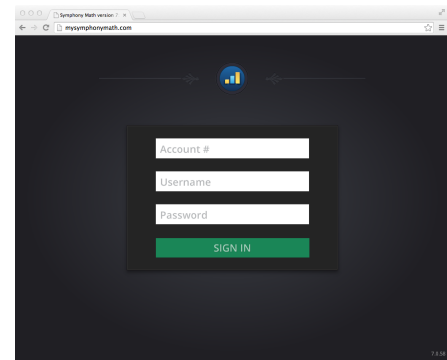 Symphony Math version 7
mysymphonymath.com
Account #
Username
Password
SIGN IN